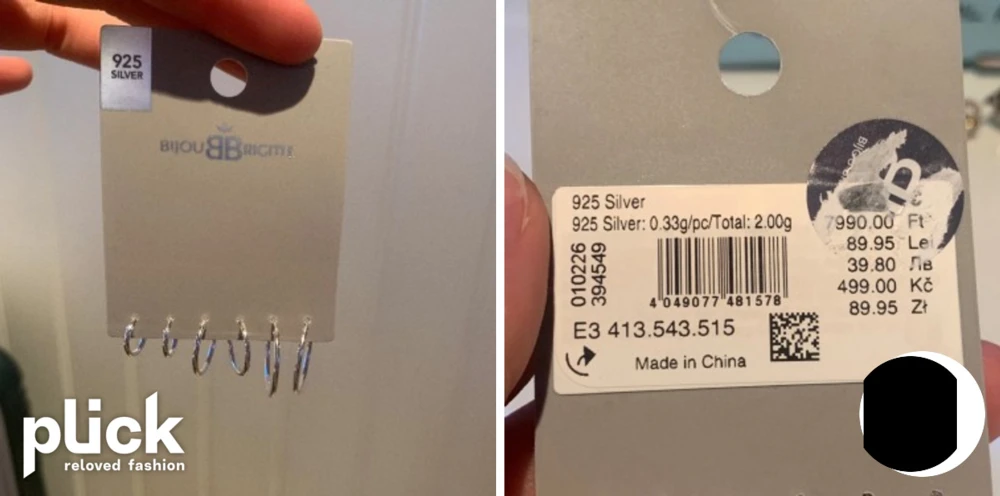 925
SILVER
BIJOU BRIGITTE
plick
reloved fashion
925 Silver
925 Silver: 0.33g/pc/Total: 2.00g
010226
394549
4 049077 481578
E3 413.543.515
Made in China
€
7990.00 Ft
89.95 Lei
39.80 Лв
499.00 Kč
89.95 Zł